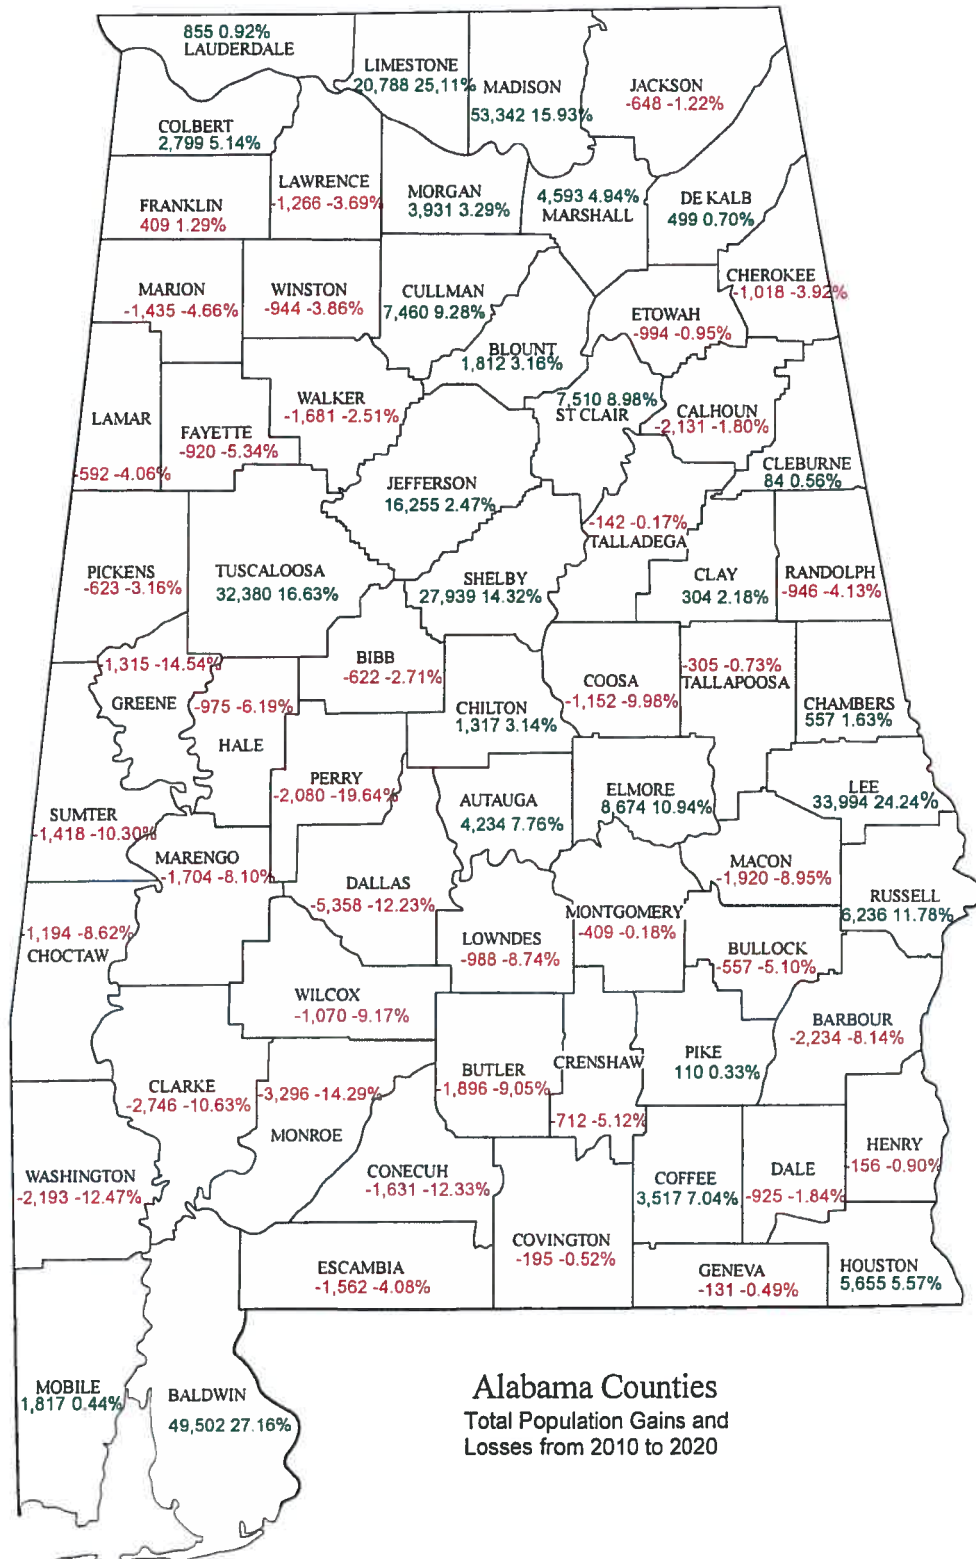 855 0.92%
LAUDERDALE
LIMESTONE
20,788 25,11%
MADISON
53,342 15.93%
JACKSON
-648 -1.22%
COLBERT
2,799 5.14%
LAWRENCE
-1,266 -3.69%
MORGAN
3,931 3.29%
4,593 4.94%
MARSHALL
DE KALB
499 0.70%
FRANKLIN
409 1.29%
MARION
-1,435 -4.66%
WINSTON
-944 -3.86%
CULLMAN
7,460 9.28%
CHEROKEE
-1,018 -3.92%
ETOWAH
-994 -0.95%
BLOUNT
1,812 3.16%
LAMAR
-592 -4.06%
FAYETTE
-920 -5.34%
WALKER
-1,681 -2.51%
7,510 8.98%
ST CLAIR
CALHOUN
-2,131 -1.80%
CLEBURNE
84 0.56%
JEFFERSON
16,255 2.47%
-142 -0.17%
TALLADEGA
PICKENS
-623 -3.16%
TUSCALOOSA
32,380 16.63%
SHELBY
27,939 14.32%
CLAY
304 2.18%
RANDOLPH
-946 -4.13%
-1,315 -14.54%
GREENE
-975 -6.19%
HALE
BIBB
-622 -2.71%
CHILTON
1,317 3.14%
COOSA
-1,152 -9.98%
-305 -0.73%
TALLAPOOSA
CHAMBERS
557 1.63%
PERRY
-2,080 -19.64%
AUTAUGA
4,234 7.76%
ELMORE
8,674 10.94%
LEE
33,994 24.24%
SUMTER
-1,418 -10.30%
MARENGO
-1,704 -8.10%
DALLAS
-5,358 -12.23%
MACON
-1,920 -8.95%
RUSSELL
6,236 11.78%
-1,194 -8.62%
CHOCTAW
LOWNDES
-988 -8.74%
MONTGOMERY
-409 -0.18%
BULLOCK
-557 -5.10%
WILCOX
-1,070 -9.17%
BARBOUR
-2,234 -8.14%
CLARKE
-2,746 -10.63%
-3,296 -14.29%
MONROE
BUTLER
-1,896 -9,05%
CRENSHAW
-712 -5.12%
PIKE
110 0.33%
WASHINGTON
-2,193 -12.47%
CONECUH
-1,631 -12.33%
COFFEE
3,517 7.04%
DALE
-925 -1.84%
HENRY
-156 -0.90%
ESCAMBIA
-1,562 -4.08%
COVINGTON
-195 -0.52%
GENEVA
-131 -0.49%
HOUSTON
5,655 5.57%
MOBILE
1,817 0.44%
BALDWIN
49,502 27.16%
Alabama Counties
Total Population Gains and
Losses from 2010 to 2020